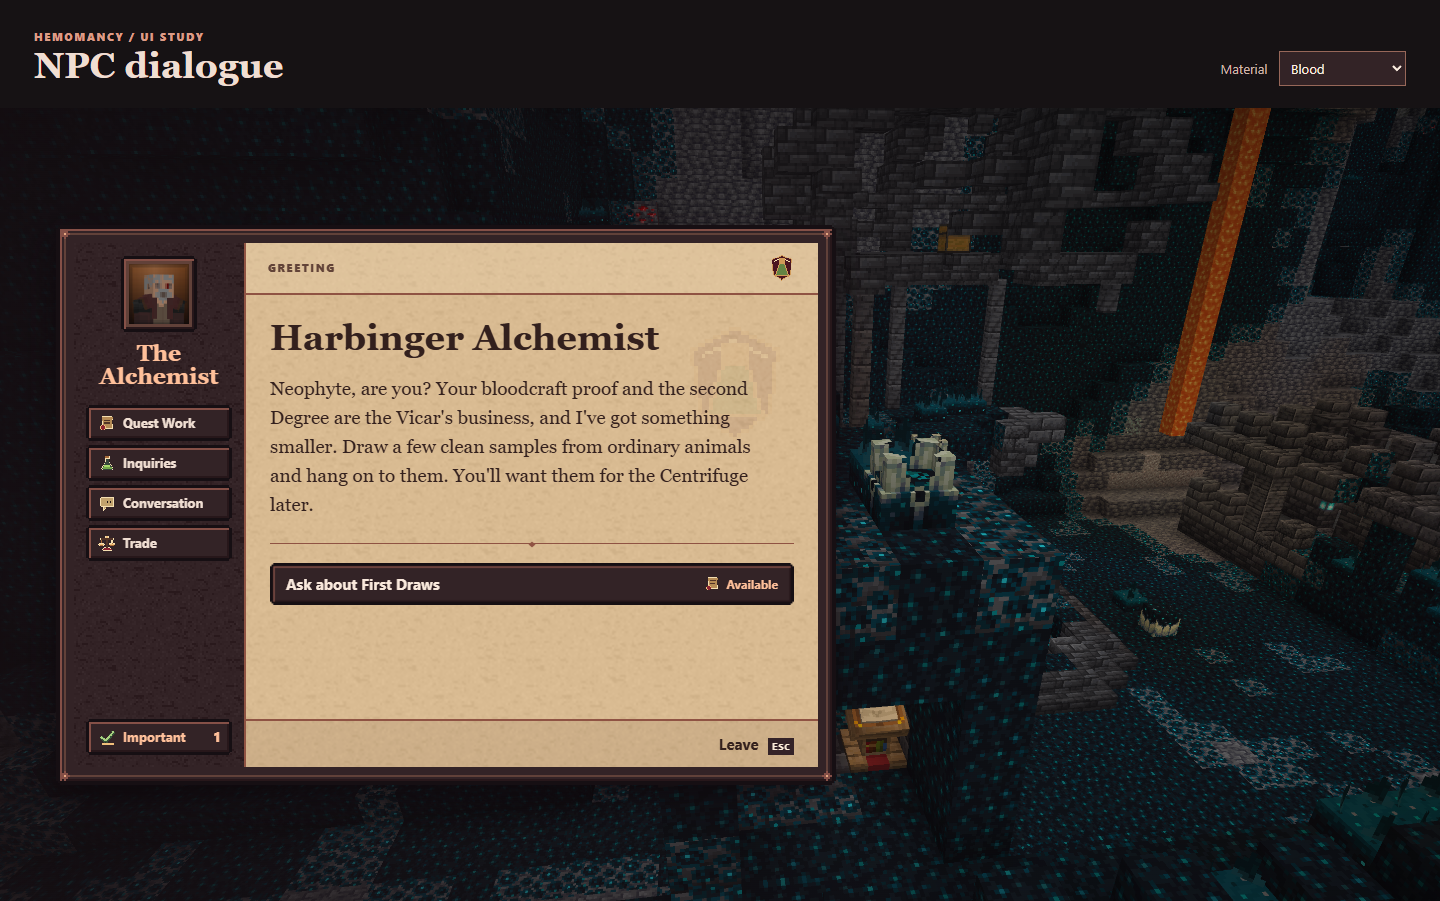 HEMOMANCY / UI STUDY
NPC dialogue
Material
Blood
The
Alchemist
Quest Work
Inquiries
Conversation
Trade
Important 1
GREETING
Harbinger Alchemist
Neophyte, are you? Your bloodcraft proof and the second
Degree are the Vicar's business, and I've got something
smaller. Draw a few clean samples from ordinary animals
and hang on to them. You'll want them for the Centrifuge
later.
Ask about First Draws
Available
Leave Esc